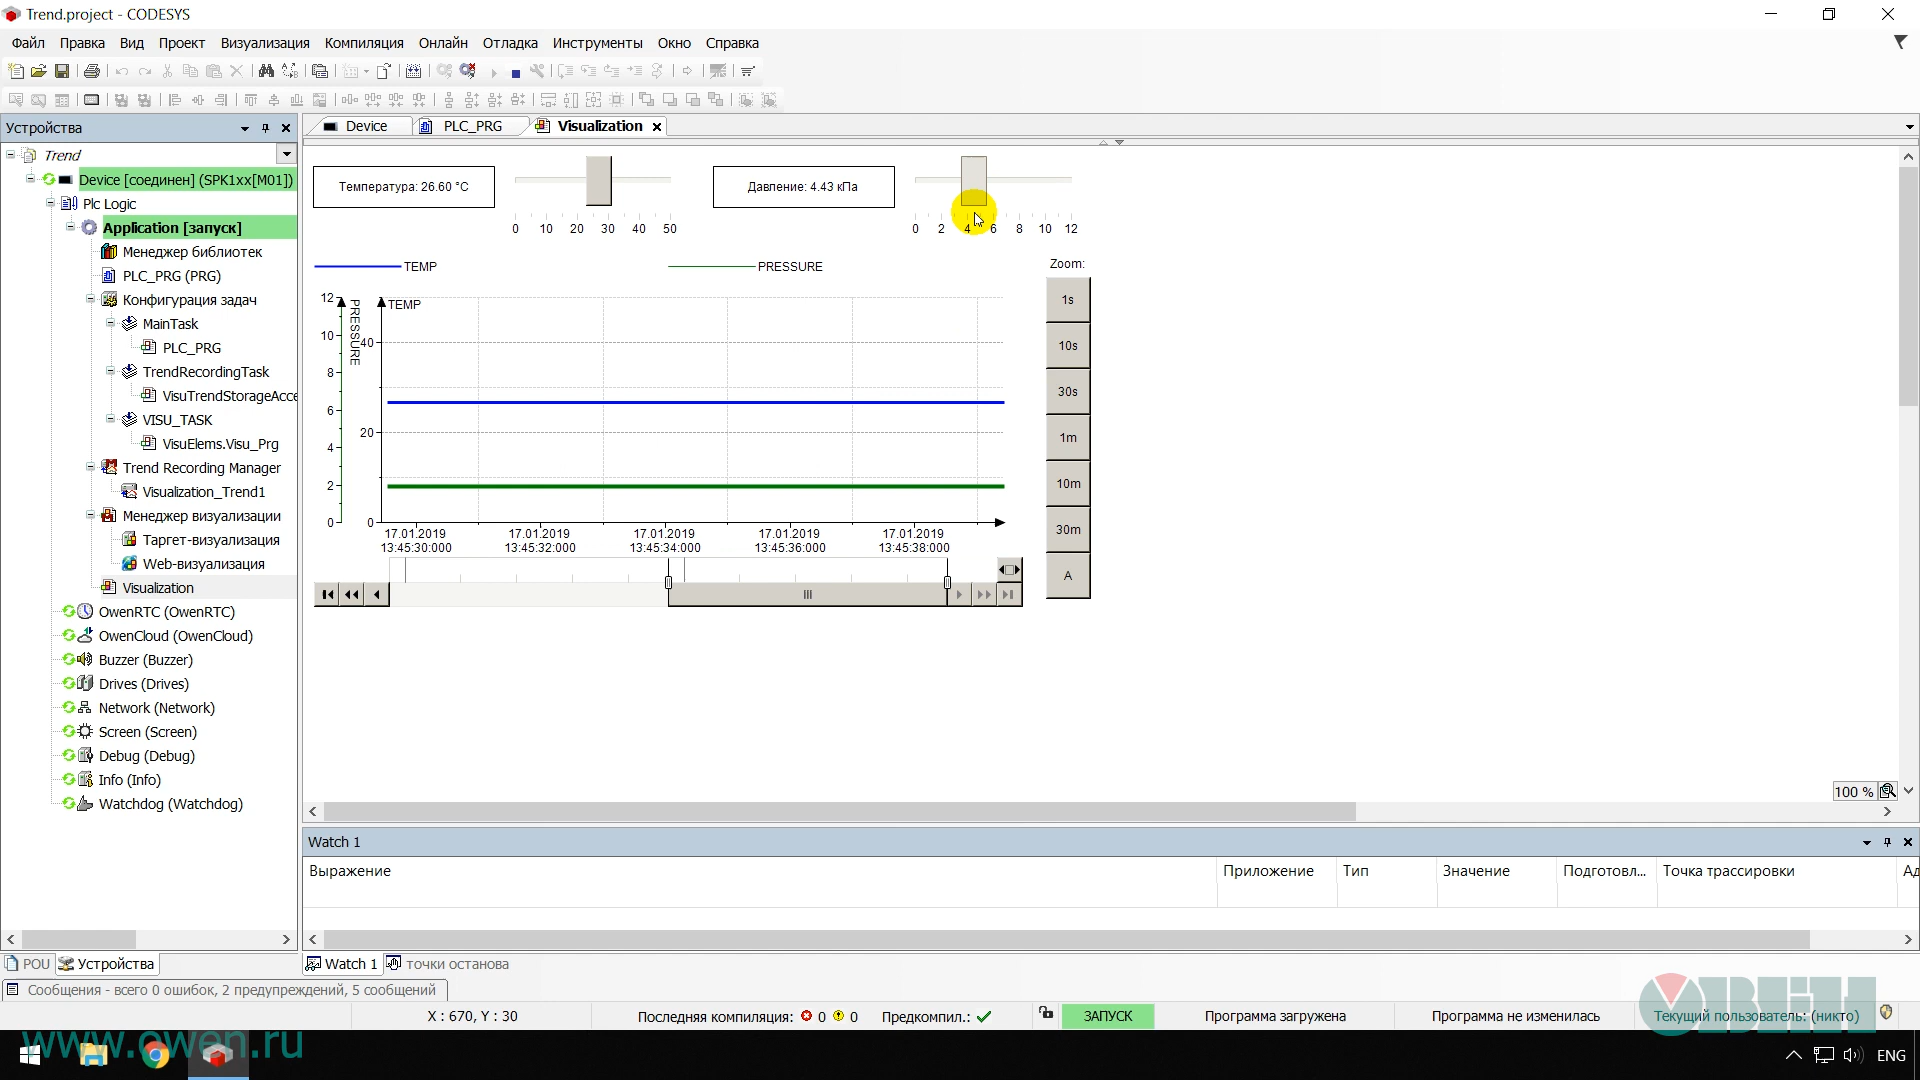 Trend.project - CODESYS
Файл Правка Вид Проект Визуализация Компиляция Онлайн Отладка Инструменты Окно Справка
Устройства
Device PLC_PRG Visualization
Trend
Device [соединен] (SPK1xx[M01])
Plc Logic
Application [запуск]
Менеджер библиотек
PLC_PRG (PRG)
Конфигурация задач
MainTask
PLC_PRG
TrendRecordingTask
VisuTrendStorageAcce
VISU_TASK
VisuElems.Visu_Prg
Trend Recording Manager
Visualization_Trend1
Менеджер визуализации
Таргет-визуализация
Web-визуализация
Visualization
OwenRTC (OwenRTC)
OwenCloud (OwenCloud)
Buzzer (Buzzer)
Drives (Drives)
Network (Network)
Screen (Screen)
Debug (Debug)
Info (Info)
Watchdog (Watchdog)
POU Устройства
Температура: 26.60 °C
0 10 20 30 40 50
Давление: 4.43 кПа
0 2 4 6 8 10 12
TEMP PRESSURE
Zoom:
1s
10s
30s
1m
10m
30m
A
12
10
8
6
4
2
0
PRESSURE
TEMP
40
20
0
17.01.2019 17.01.2019 17.01.2019 17.01.2019 17.01.2019
13:45:30:000 13:45:32:000 13:45:34:000 13:45:36:000 13:45:38:000
100 %
Watch 1
Выражение Приложение Тип Значение Подготовл... Точка трассировки Ад
Watch 1 точки останова
Сообщения - всего 0 ошибок, 2 предупреждений, 5 сообщений
X : 670, Y : 30 Последняя компиляция: 0 0 Предкомпил.: ЗАПУСК Программа загружена Программа не изменилась Текущий пользователь: (никто)
ОВЕН
www.owen.ru
ENG